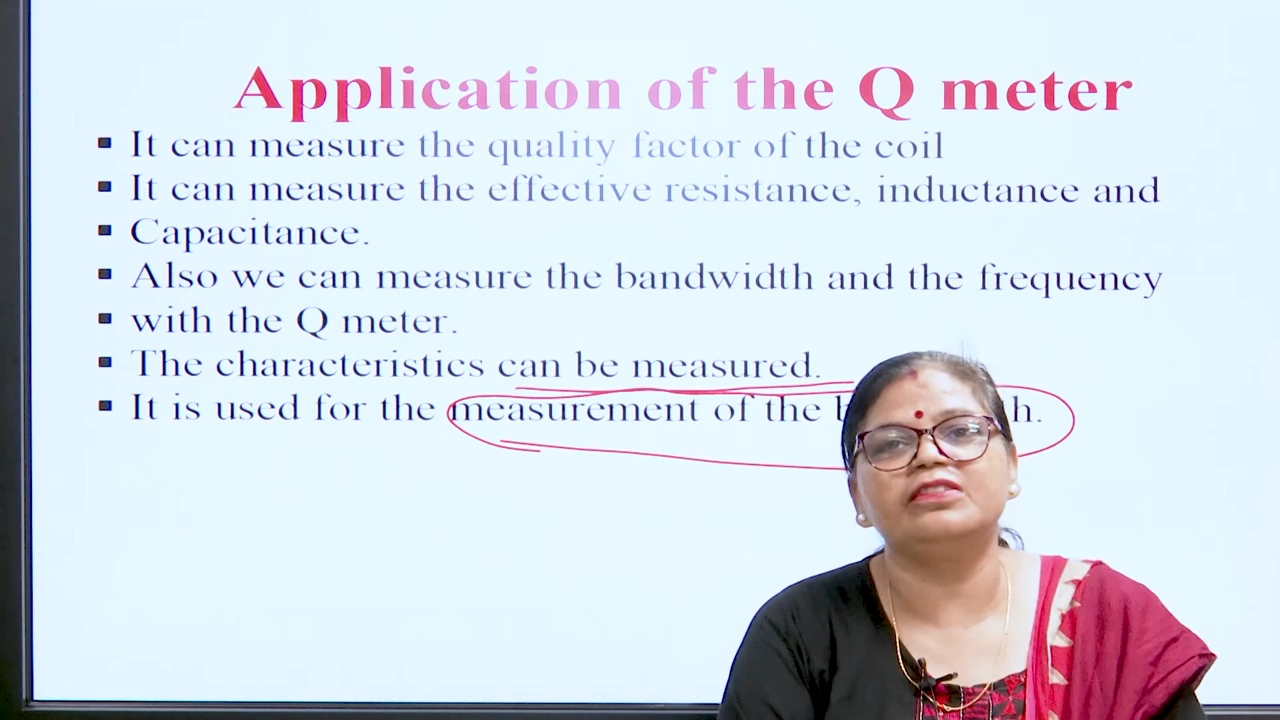 Application of the Q meter
▪ It can measure the quality factor of the coil
▪ It can measure the effective resistance, inductance and
▪ Capacitance.
▪ Also we can measure the bandwidth and the frequency
▪ with the Q meter.
▪ The characteristics can be measured.
▪ It is used for the measurement of the